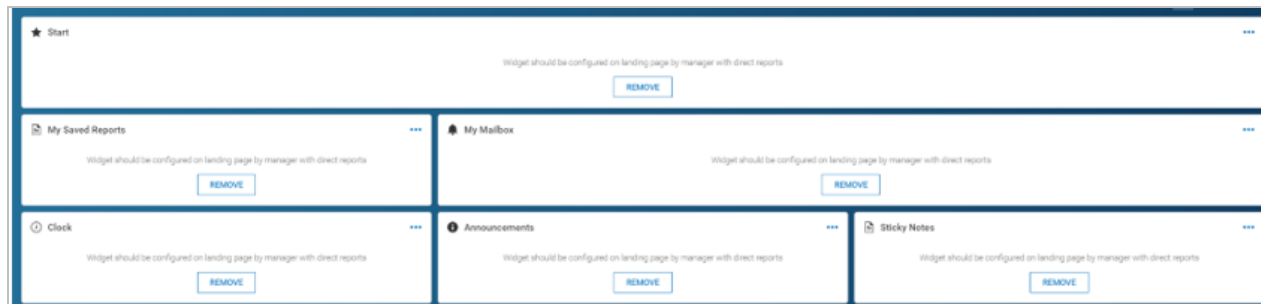 Start
Widget should be configured on landing page by manager with direct reports
REMOVE
My Saved Reports
Widget should be configured on landing page by manager with direct reports
REMOVE
My Mailbox
Widget should be configured on landing page by manager with direct reports
REMOVE
Clock
Widget should be configured on landing page by manager with direct reports
REMOVE
Announcements
Widget should be configured on landing page by manager with direct reports
REMOVE
Sticky Notes
Widget should be configured on landing page by manager with direct reports
REMOVE